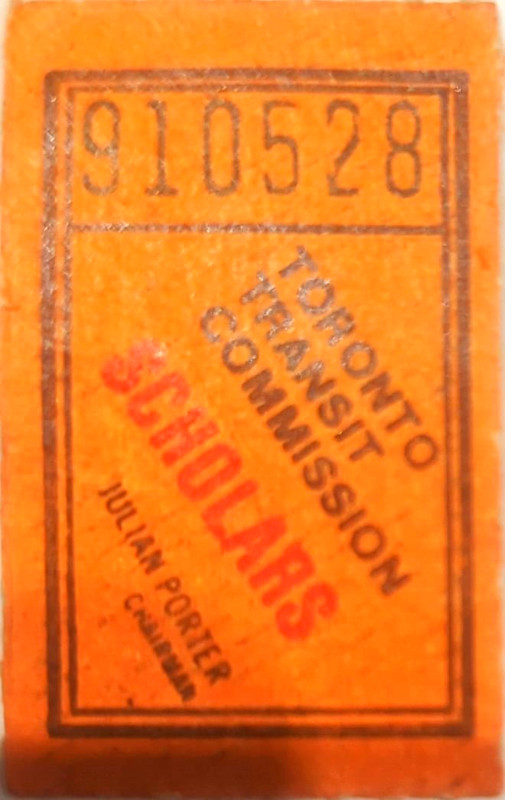 910528
TORONTO
TRANSIT
COMMISSION
SCHOLARS
JULIAN PORTER
CHAIRMAN